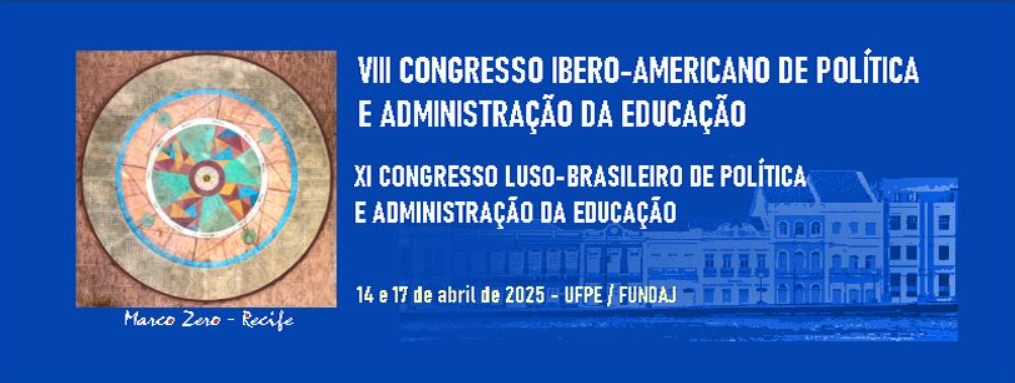 VIII CONGRESSO IBERO-AMERICANO DE POLÍTICA
E ADMINISTRAÇÃO DA EDUCAÇÃO
XI CONGRESSO LUSO-BRASILEIRO DE POLÍTICA
E ADMINISTRAÇÃO DA EDUCAÇÃO
14 e 17 de abril de 2025 - UFPE / FUNDAJ
Marco Zero - Recife